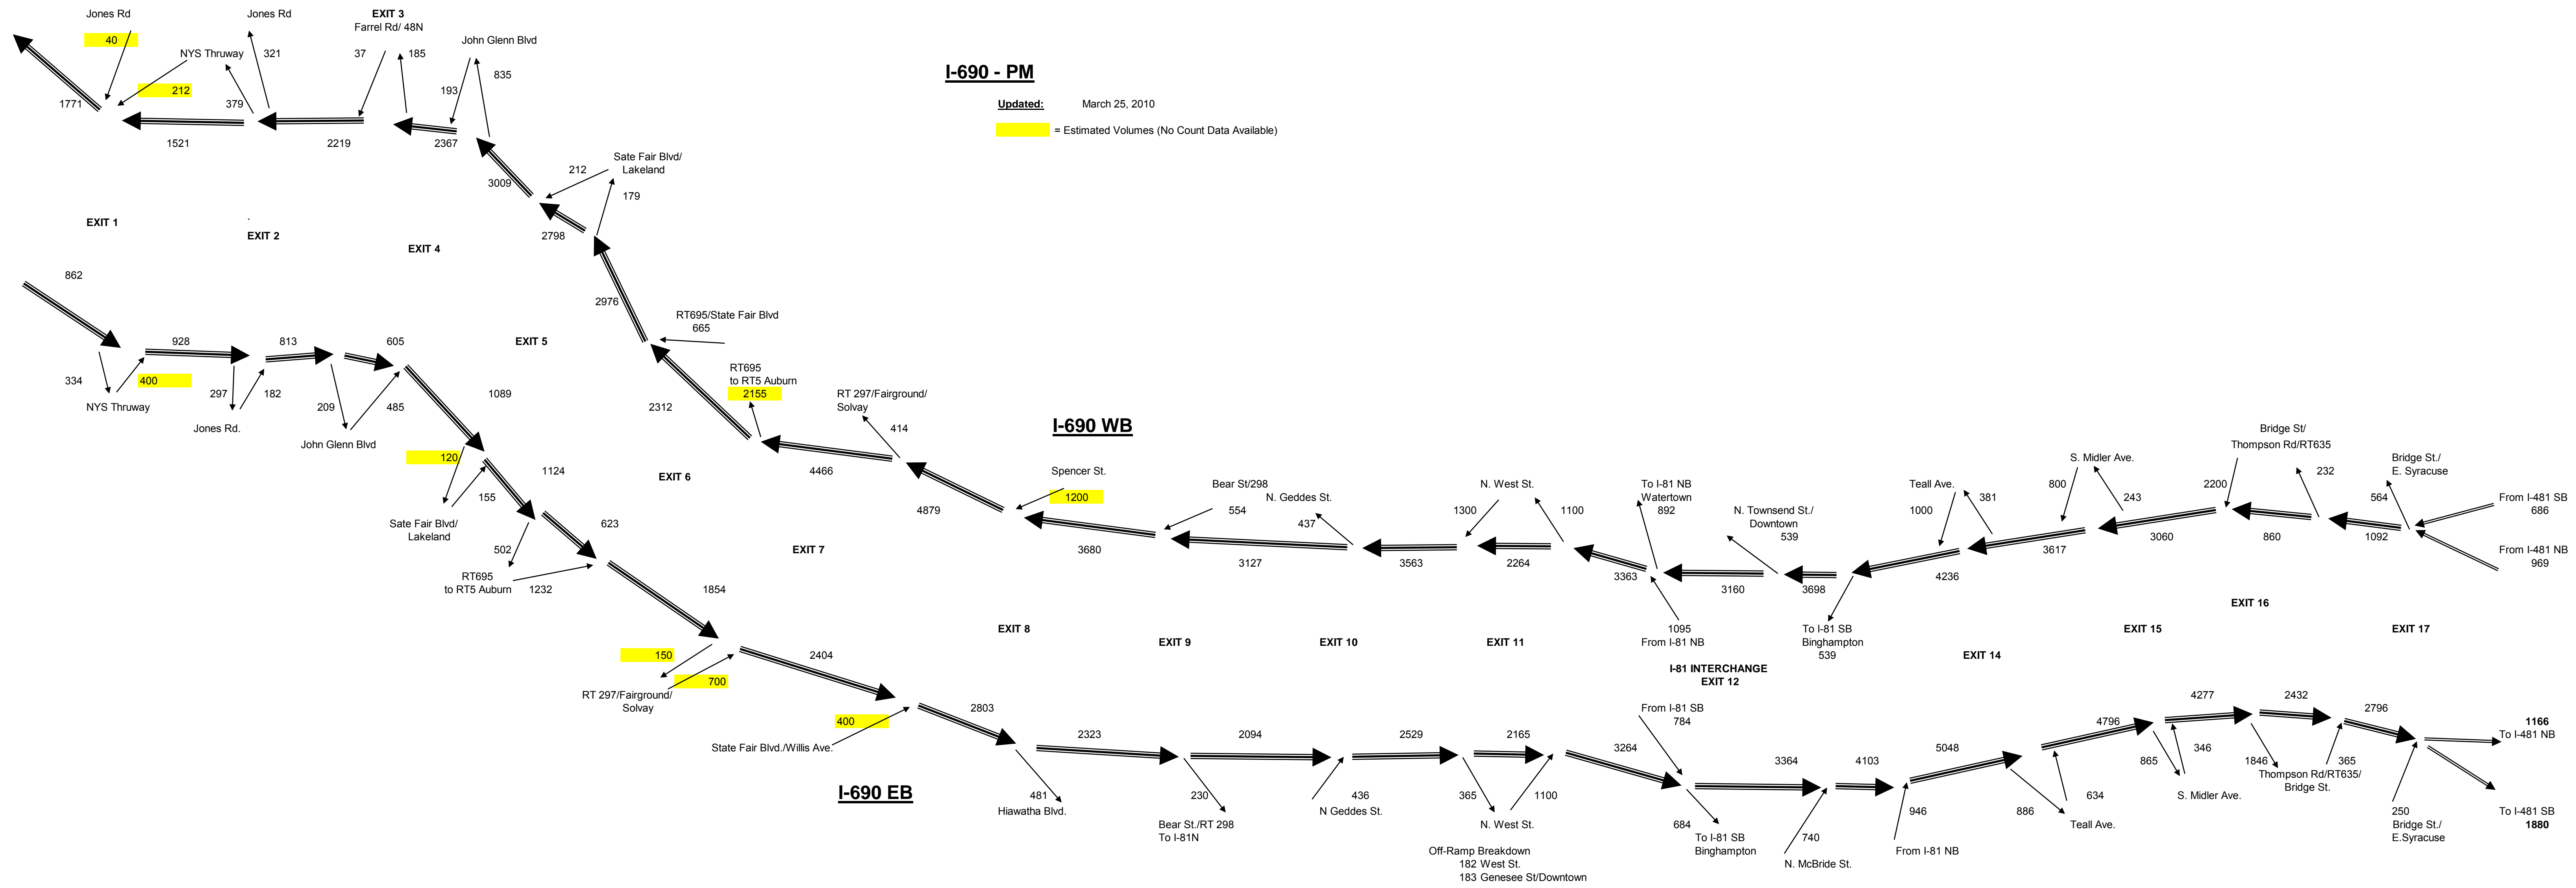 Jones Rd
40
NYS Thruway
212
1771
1521
Jones Rd
321
379
EXIT 3
Farrel Rd/ 48N
37
185
2219
John Glenn Blvd
193
835
2367
3009
I-690 - PM
Updated: March 25, 2010
= Estimated Volumes (No Count Data Available)
Sate Fair Blvd/
Lakeland
212
179
2798
2976
EXIT 1
EXIT 2
EXIT 4
EXIT 5
EXIT 6
EXIT 7
RT695/State Fair Blvd
665
RT695
to RT5 Auburn
2155
2312
RT 297/Fairground/
Solvay
414
4466
4879
I-690 WB
Spencer St.
1200
3680
Bear St/298
554
N. Geddes St.
437
3127
3563
N. West St.
1300
1100
2264
To I-81 NB
Watertown
892
3363
1095
From I-81 NB
N. Townsend St./
Downtown
539
3160
3698
To I-81 SB
Binghampton
539
Teall Ave.
1000
381
4236
S. Midler Ave.
800
243
3617
3060
Bridge St/
Thompson Rd/RT635
2200
232
860
Bridge St./
E. Syracuse
564
1092
From I-481 SB
686
From I-481 NB
969
EXIT 8
EXIT 9
EXIT 10
EXIT 11
I-81 INTERCHANGE
EXIT 12
EXIT 14
EXIT 15
EXIT 16
EXIT 17
862
334
NYS Thruway
400
928
297
182
Jones Rd.
813
209
485
John Glenn Blvd
605
1089
120
155
Sate Fair Blvd/
Lakeland
1124
502
RT695
to RT5 Auburn
1232
623
1854
150
700
RT 297/Fairground/
Solvay
2404
400
State Fair Blvd./Willis Ave.
I-690 EB
2803
481
Hiawatha Blvd.
2323
230
Bear St./RT 298
To I-81N
2094
436
N Geddes St.
2529
365
N. West St.
1100
2165
Off-Ramp Breakdown
182 West St.
183 Genesee St/Downtown
3264
From I-81 SB
784
684
To I-81 SB
Binghampton
3364
740
N. McBride St.
4103
946
From I-81 NB
5048
886
634
Teall Ave.
4796
865
346
S. Midler Ave.
4277
1846
365
Thompson Rd/RT635/
Bridge St.
2432
2796
250
Bridge St./
E.Syracuse
1166
To I-481 NB
To I-481 SB
1880